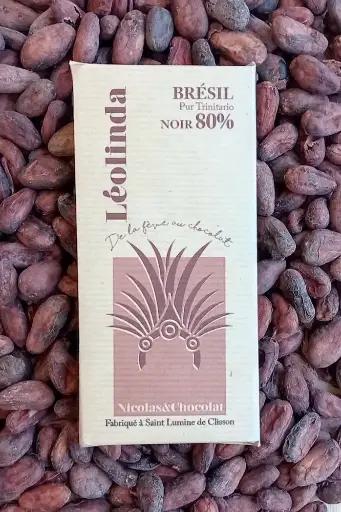 Léolinda
BRÉSIL
Pur Trinitario
NOIR 80%
De la fève au chocolat
Nicolas&Chocolat
Fabriqué à Saint Lumine de Clisson